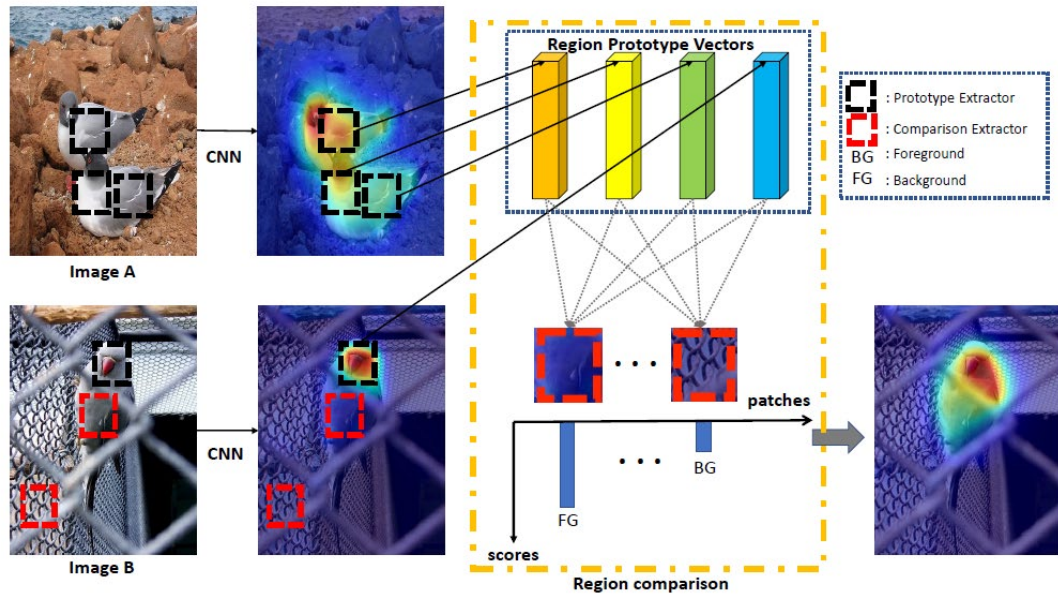 Region Prototype Vectors
: Prototype Extractor
: Comparison Extractor
BG : Foreground
FG : Background
CNN
Image A
patches
CNN
BG
FG
scores
Image B
Region comparison